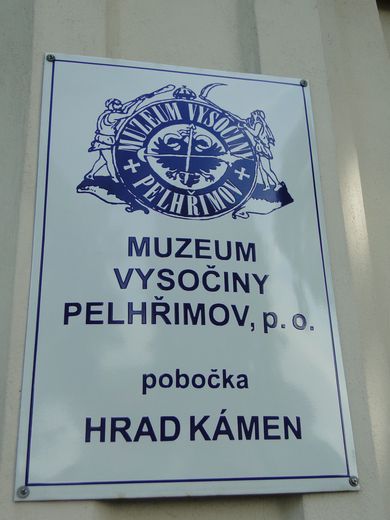 MUZEUM VYSOČINY
PELHŘIMOV
MUZEUM
VYSOČINY
PELHŘIMOV, p. o.
pobočka
HRAD KÁMEN